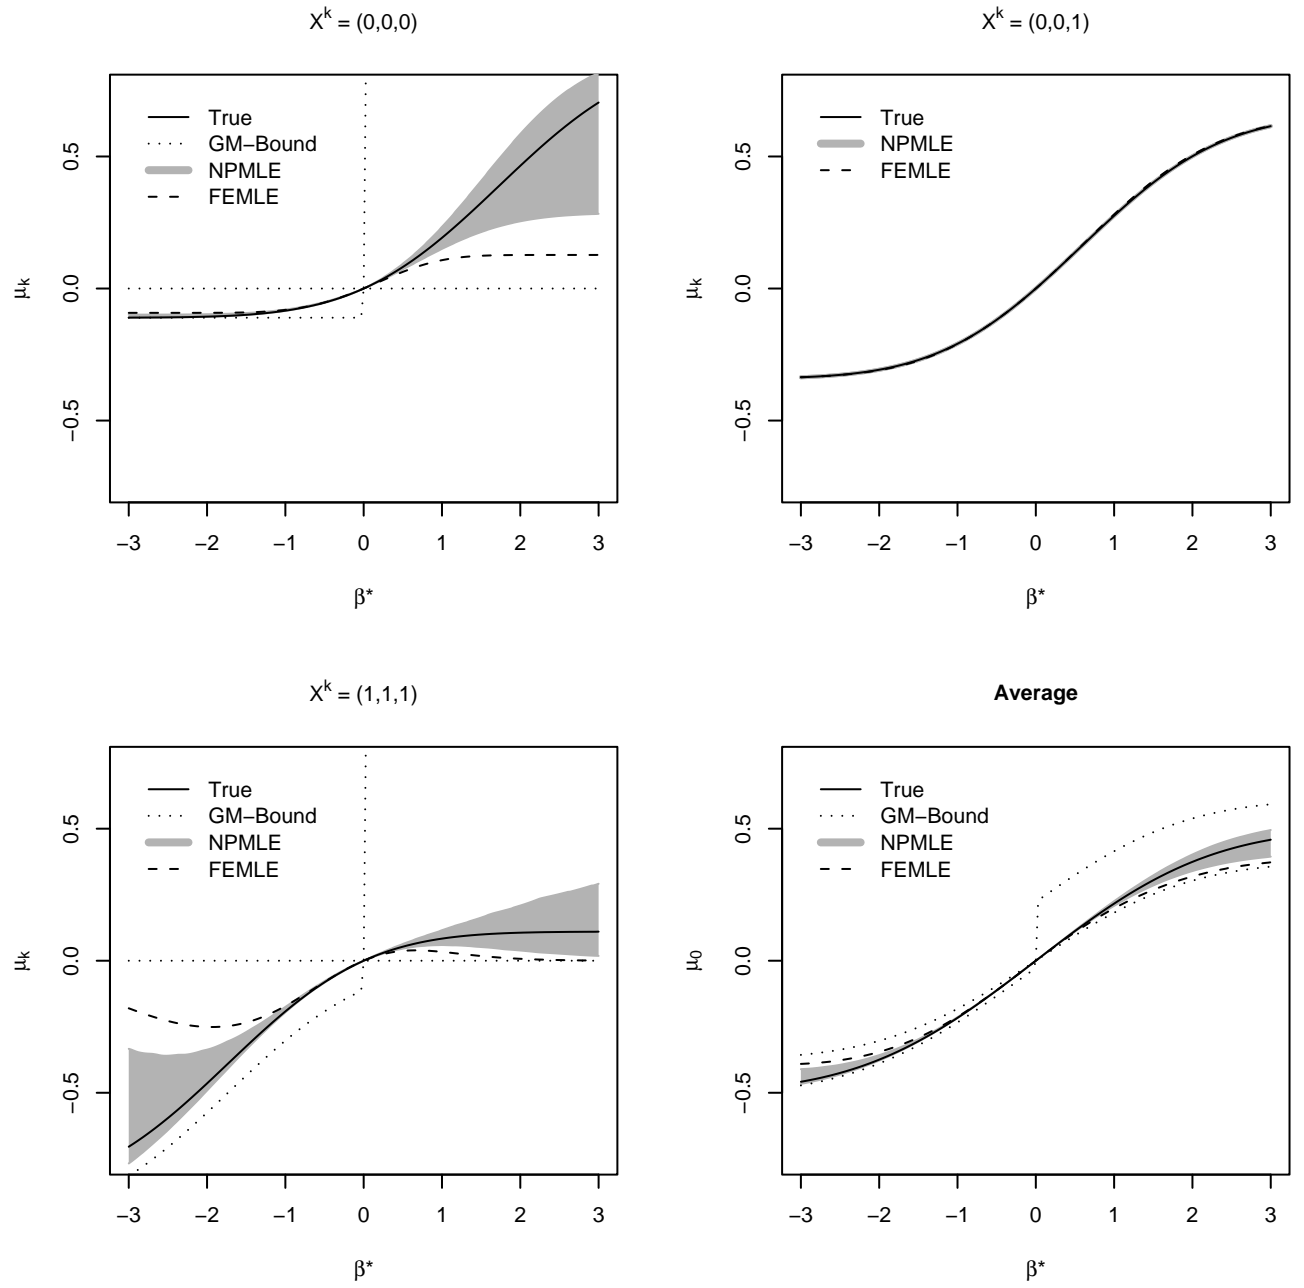 X^k = (0,0,0)
True
GM−Bound
NPMLE
FEMLE
0.5
0.0
−0.5
μ_k
−3 −2 −1 0 1 2 3
β*
X^k = (0,0,1)
True
NPMLE
FEMLE
0.5
0.0
−0.5
μ_k
−3 −2 −1 0 1 2 3
β*
X^k = (1,1,1)
True
GM−Bound
NPMLE
FEMLE
0.5
0.0
−0.5
μ_k
−3 −2 −1 0 1 2 3
β*
Average
True
GM−Bound
NPMLE
FEMLE
0.5
0.0
−0.5
μ_0
−3 −2 −1 0 1 2 3
β*